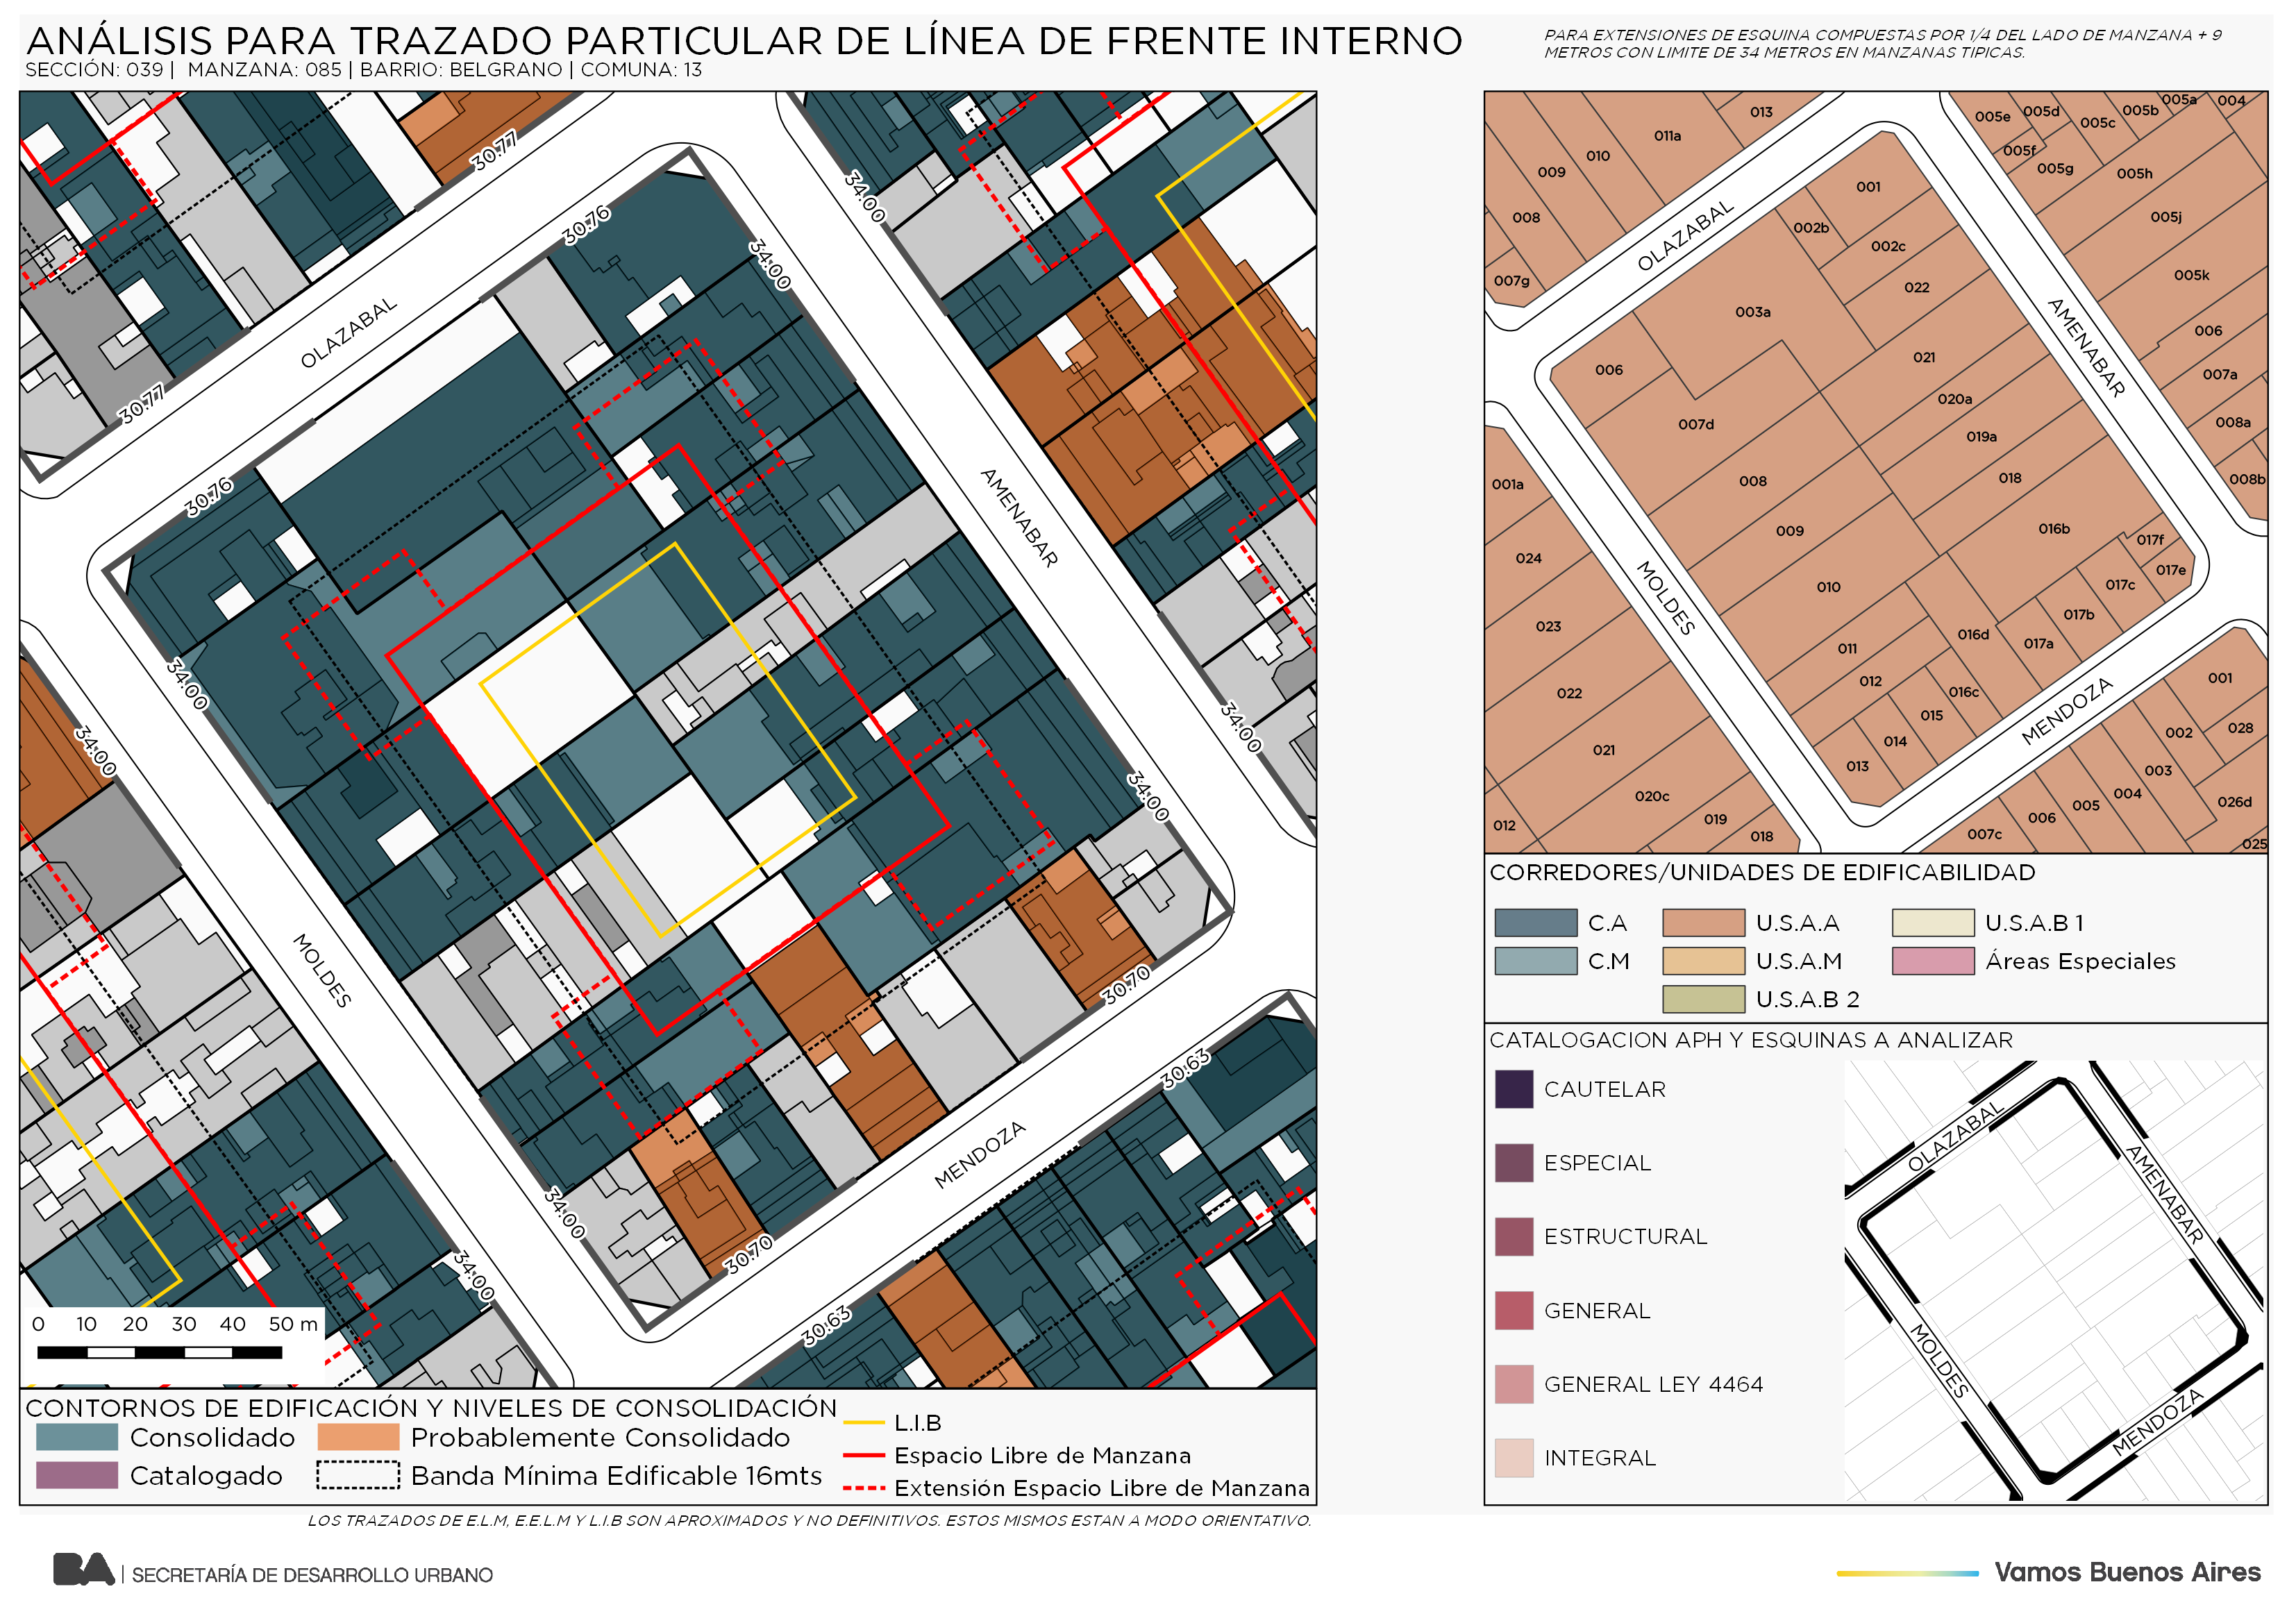 ANÁLISIS PARA TRAZADO PARTICULAR DE LÍNEA DE FRENTE INTERNO
SECCIÓN: 039 | MANZANA: 085 | BARRIO: BELGRANO | COMUNA: 13
PARA EXTENSIONES DE ESQUINA COMPUESTAS POR 1/4 DEL LADO DE MANZANA + 9
METROS CON LIMITE DE 34 METROS EN MANZANAS TIPICAS.
30.77
30.76
34.00
34.00
OLAZABAL
30.77
30.76
AMENABAR
34.00
34.00
34.00
34.00
MOLDES
30.70
34.00
30.63
MENDOZA
30.70
34.00
30.63
0 10 20 30 40 50 m
CONTORNOS DE EDIFICACIÓN Y NIVELES DE CONSOLIDACIÓN
Consolidado
Probablemente Consolidado
Catalogado
Banda Mínima Edificable 16mts
L.I.B
Espacio Libre de Manzana
Extensión Espacio Libre de Manzana
LOS TRAZADOS DE E.L.M, E.E.L.M Y L.I.B SON APROXIMADOS Y NO DEFINITIVOS. ESTOS MISMOS ESTAN A MODO ORIENTATIVO.
013
011a
010
009
008
007g
005e
005d
005c
005b
005a
004
005f
005g
005h
005j
005k
006
007a
008a
008b
OLAZABAL
AMENABAR
MOLDES
MENDOZA
001
002b
002c
022
003a
021
006
020a
007d
019a
008
018
009
016b
017f
017e
010
017c
017b
016d
017a
011
012
016c
015
014
013
001a
024
023
022
021
020c
019
018
012
001
028
002
003
004
026d
005
006
007c
025
CORREDORES/UNIDADES DE EDIFICABILIDAD
C.A
U.S.A.A
U.S.A.B 1
C.M
U.S.A.M
Áreas Especiales
U.S.A.B 2
CATALOGACION APH Y ESQUINAS A ANALIZAR
CAUTELAR
ESPECIAL
ESTRUCTURAL
GENERAL
GENERAL LEY 4464
INTEGRAL
OLAZABAL
AMENABAR
MOLDES
MENDOZA
BA | SECRETARÍA DE DESARROLLO URBANO
Vamos Buenos Aires